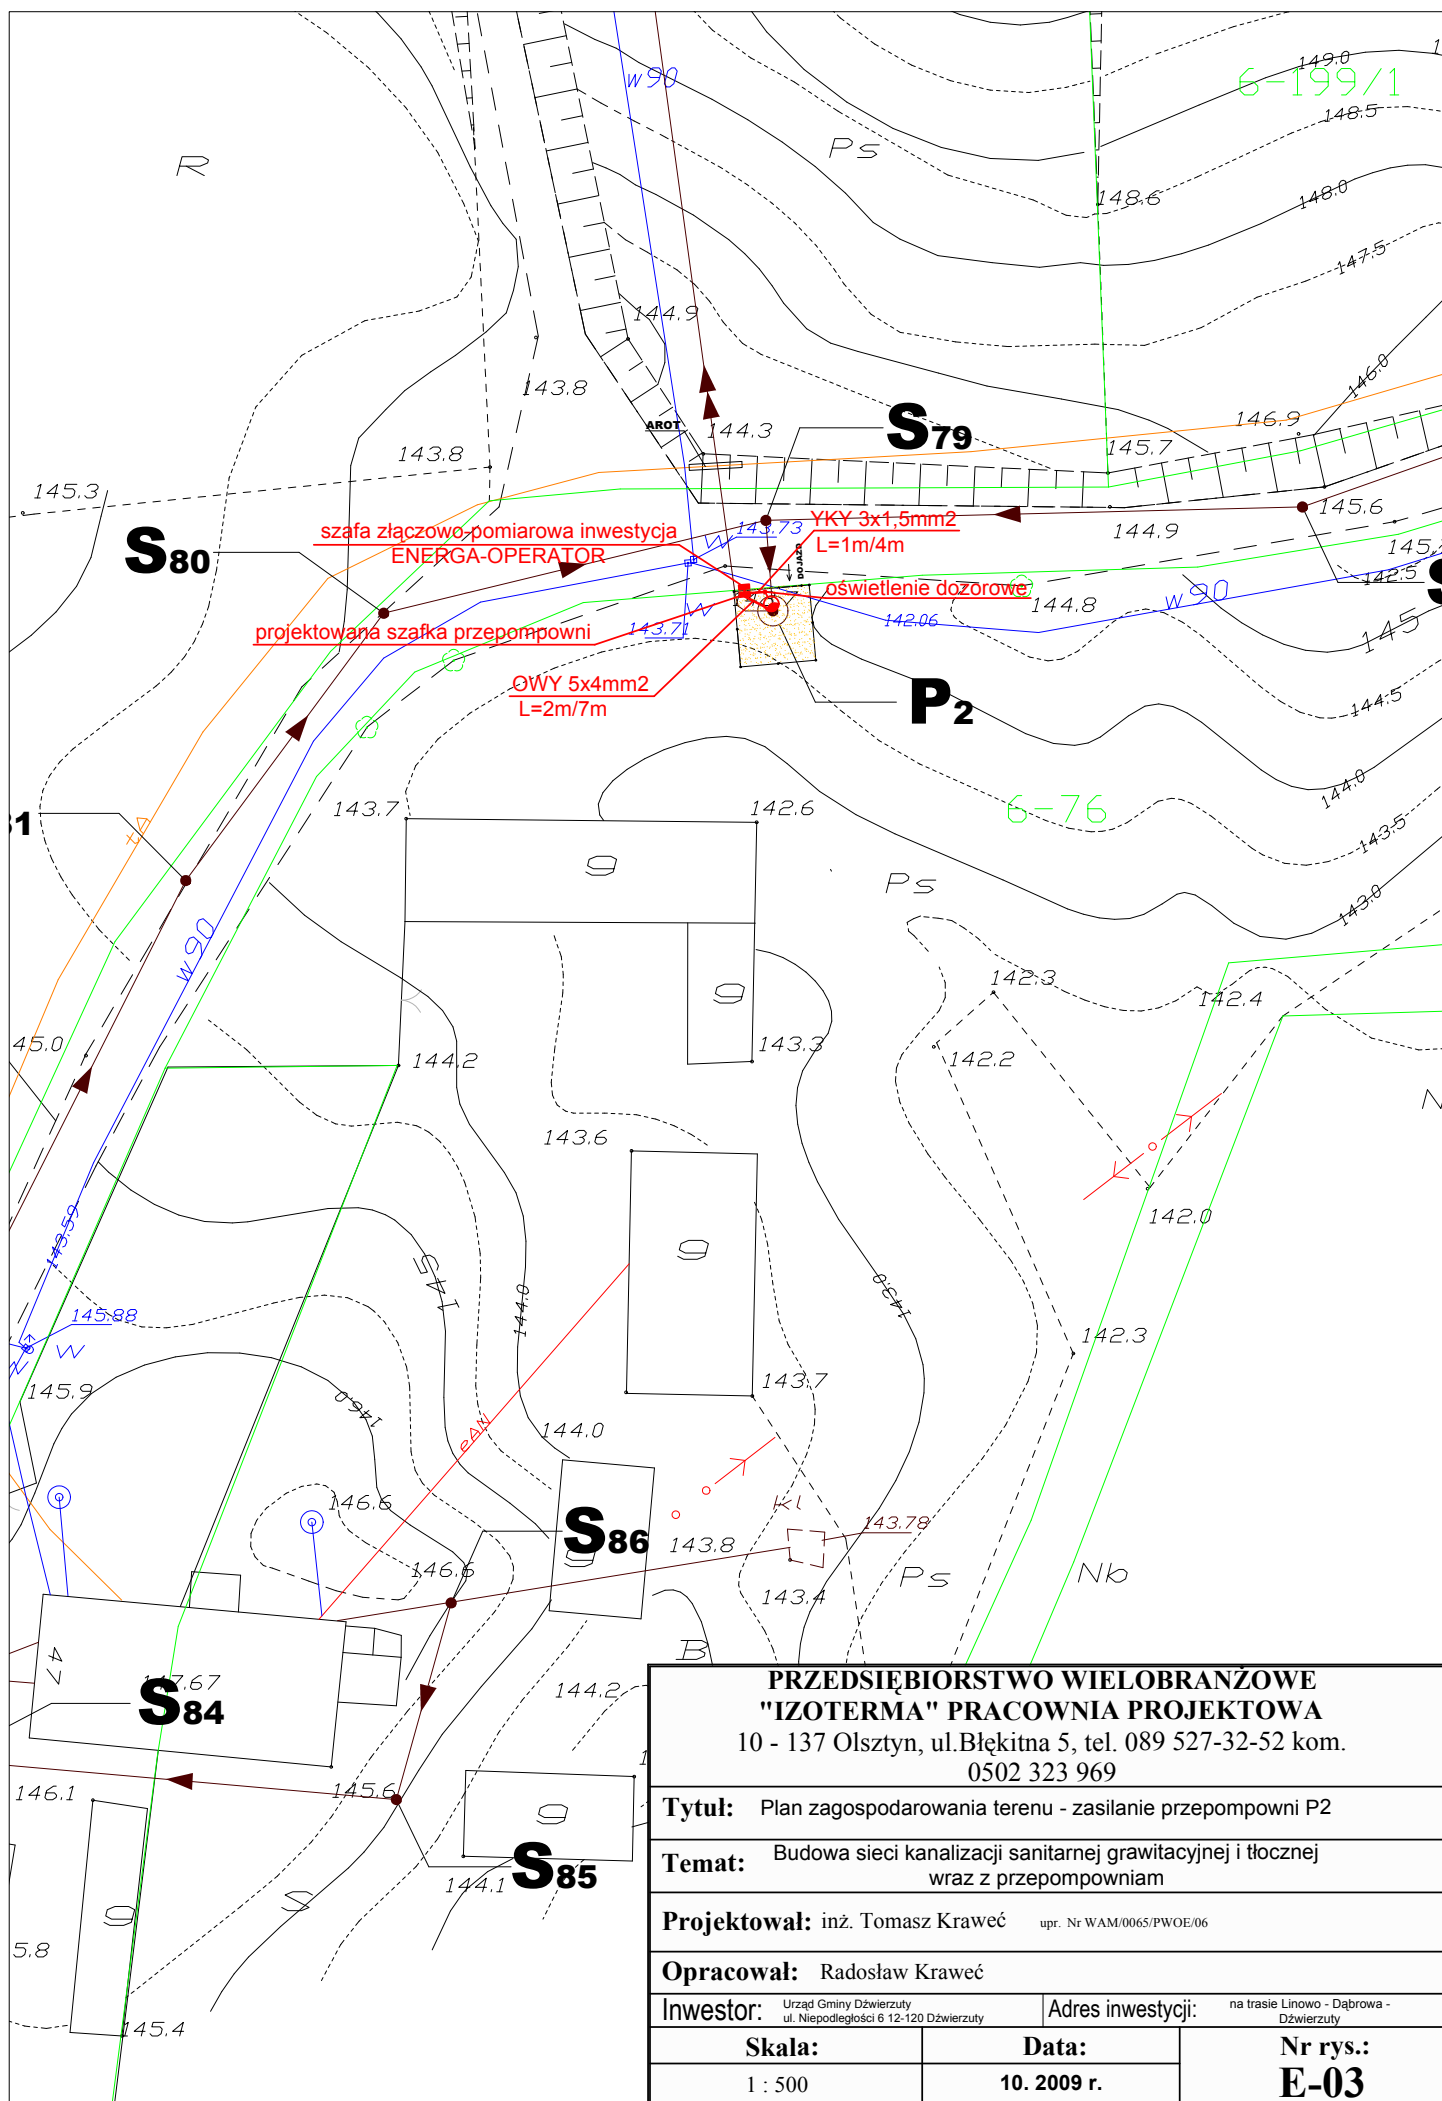 w90
149.0
6-199/1
148.5
R
Ps
148.6
148.0
147.5
144.9
143.8
146.0
AROT
144.3
S79
146.9
145.7
143.8
145.3
szafa złączowo-pomiarowa inwestycja
ENERGA-OPERATOR
YKY 3x1,5mm2
L=1m/4m
143.73
W
144.9
145.6
S80
DOJAZD
142.5
oświetlenie dozorowe
144.8
w90
projektowana szafka przepompowni
143.71
W
142.06
145
OWY 5x4mm2
L=2m/7m
P2
144.5
144.0
143.7
142.6
6-76
143.5
tA
g
Ps
143.0
w90
g
142.3
142.4
45.0
144.2
143.3
142.2
143.6
142.0
143.59
g
145
144.0
143.0
145.88
W
142.3
145.9
146.0
143.7
eAN
144.0
146.6
S86
g
kl
143.78
143.8
146.6
143.4
Ps
Nb
47
147.67
S84
B
144.2
146.1
145.6
g
S85
144.1
S
g
5.8
145.4
PRZEDSIĘBIORSTWO WIELOBRANŻOWE
"IZOTERMA" PRACOWNIA PROJEKTOWA
10 - 137 Olsztyn, ul.Błękitna 5, tel. 089 527-32-52 kom.
0502 323 969
Tytuł: Plan zagospodarowania terenu - zasilanie przepompowni P2
Temat: Budowa sieci kanalizacji sanitarnej grawitacyjnej i tłocznej
wraz z przepompowniam
Projektował: inż. Tomasz Kraweć upr. Nr WAM/0065/PWOE/06
Opracował: Radosław Kraweć
Inwestor: Urząd Gminy Dźwierzuty
ul. Niepodległości 6 12-120 Dźwierzuty
Adres inwestycji: na trasie Linowo - Dąbrowa -
Dźwierzuty
Skala: Data: Nr rys.:
1 : 500 10. 2009 r. E-03